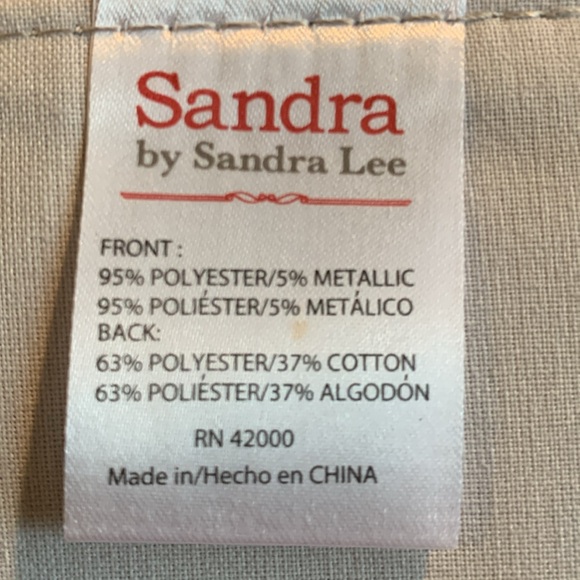 Sandra
by Sandra Lee
FRONT :
95% POLYESTER/5% METALLIC
95% POLIÉSTER/5% METÁLICO
BACK:
63% POLYESTER/37% COTTON
63% POLIÉSTER/37% ALGODÓN
RN 42000
Made in/Hecho en CHINA